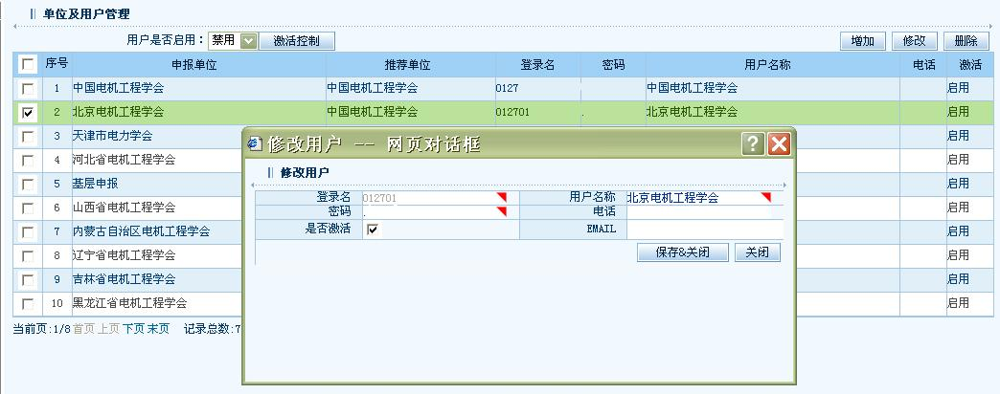 单位及用户管理
用户是否启用： 禁用 激活控制 增加 修改 删除
序号 申报单位 推荐单位 登录名 密码 用户名称 电话 激活
1 中国电机工程学会 中国电机工程学会 0127 中国电机工程学会 启用
2 北京电机工程学会 中国电机工程学会 012701 . 北京电机工程学会 启用
3 天津市电力学会 启用
4 河北省电机工程学会 启用
5 基层申报 启用
6 山西省电机工程学会 启用
7 内蒙古自治区电机工程学会 启用
8 辽宁省电机工程学会 启用
9 吉林省电机工程学会 启用
10 黑龙江省电机工程学会 启用
当前页:1/8 首页 上页 下页 末页 记录总数:7
修改用户 -- 网页对话框
修改用户
登录名 012701 用户名称 北京电机工程学会
密码 . 电话
是否激活 EMAIL
保存&关闭 关闭